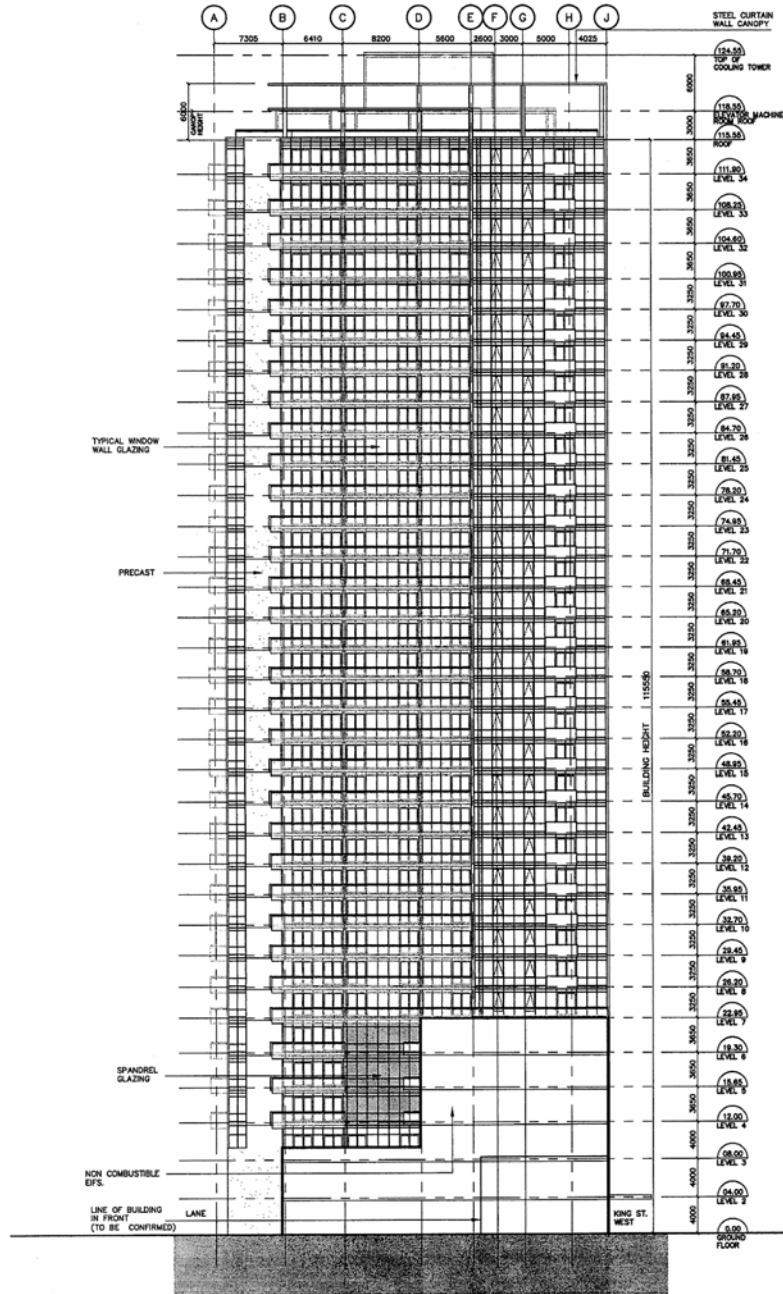 A B C D E F G H J
STEEL CURTAIN
WALL CANOPY
7305 6410 8200 5600 2600 3000 5000 4025
124.55
TOP OF
COOLING TOWER
6000
6000
CANOPY
HEIGHT
118.55
ELEVATOR MACHINE
ROOM ROOF
3000
115.55
ROOF
3650
111.90
LEVEL 34
3650
108.25
LEVEL 33
3650
104.60
LEVEL 32
3650
100.95
LEVEL 31
3250
97.70
LEVEL 30
3250
94.45
LEVEL 29
3250
91.20
LEVEL 28
3250
87.95
LEVEL 27
3250
84.70
LEVEL 26
TYPICAL WINDOW
WALL GLAZING
3250
81.45
LEVEL 25
3250
78.20
LEVEL 24
3250
74.95
LEVEL 23
3250
71.70
LEVEL 22
PRECAST
3250
68.45
LEVEL 21
3250
65.20
LEVEL 20
3250
61.95
LEVEL 19
3250
58.70
LEVEL 18
BUILDING HEIGHT 115550
3250
55.45
LEVEL 17
3250
52.20
LEVEL 16
3250
48.95
LEVEL 15
3250
45.70
LEVEL 14
3250
42.45
LEVEL 13
3250
39.20
LEVEL 12
3250
35.95
LEVEL 11
3250
32.70
LEVEL 10
3250
29.45
LEVEL 9
3250
26.20
LEVEL 8
3250
22.95
LEVEL 7
3650
19.30
LEVEL 6
SPANDREL
GLAZING
3650
15.65
LEVEL 5
3650
12.00
LEVEL 4
4000
08.00
LEVEL 3
NON COMBUSTIBLE
EIFS.
4000
04.00
LEVEL 2
LINE OF BUILDING
IN FRONT
(TO BE CONFIRMED)
LANE
KING ST.
WEST
4000
0.00
GROUND
FLOOR